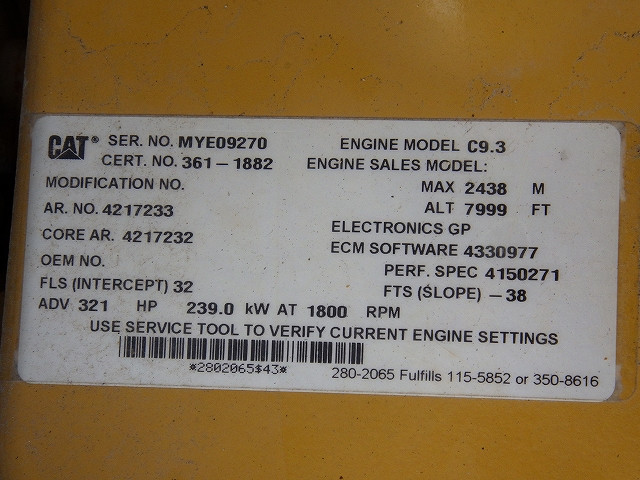 CAT® SER. NO. MYE09270 ENGINE MODEL C9.3
CERT. NO. 361-1882 ENGINE SALES MODEL:
MODIFICATION NO. MAX 2438 M
AR. NO. 4217233 ALT 7999 FT
CORE AR. 4217232 ELECTRONICS GP
ECM SOFTWARE 4330977
OEM NO. PERF. SPEC 4150271
FLS (INTERCEPT) 32 FTS (SLOPE) -38
ADV 321 HP 239.0 kW AT 1800 RPM
USE SERVICE TOOL TO VERIFY CURRENT ENGINE SETTINGS
*2802065$43* 280-2065 Fulfills 115-5852 or 350-8616